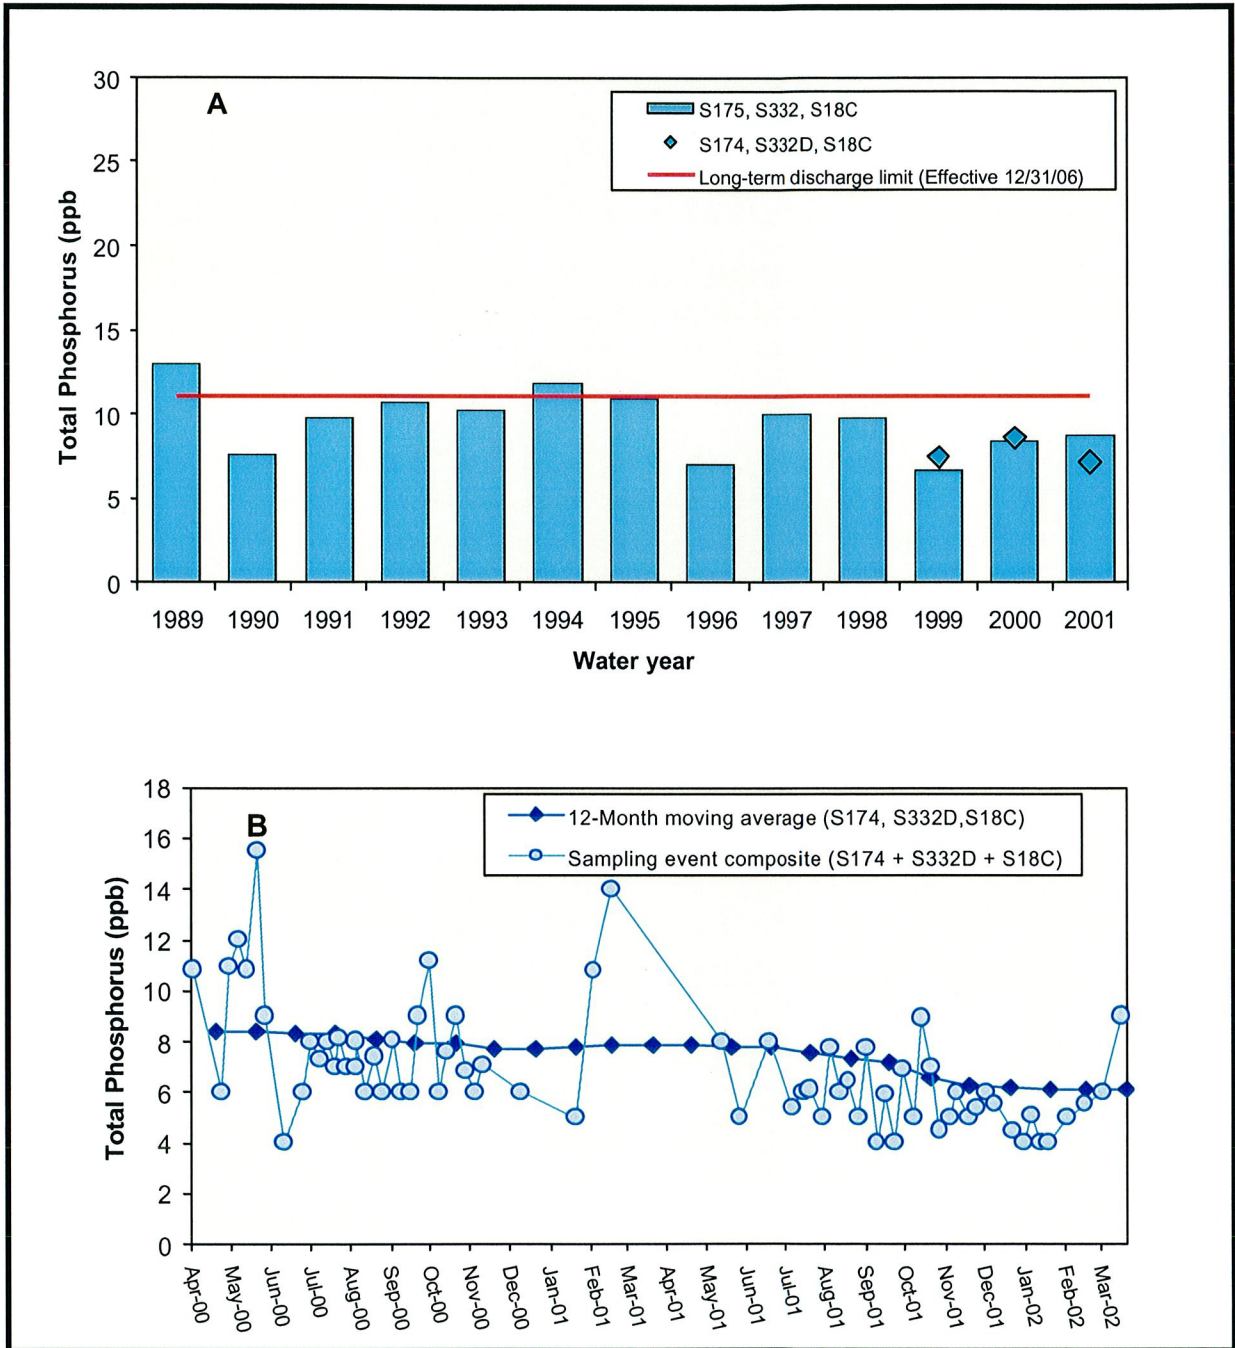 30
A
S175, S332, S18C
S174, S332D, S18C
Long-term discharge limit (Effective 12/31/06)
25
20
15
10
5
0
Total Phosphorus (ppb
1989 1990 1991 1992 1993 1994 1995 1996 1997 1998 1999 2000 2001
Water year
18
B
12-Month moving average (S174, S332D,S18C)
Sampling event composite (S174 + S332D + S18C)
16
14
12
10
8
6
4
2
0
Total Phosphorus (ppb)
Apr-00 May-00 Jun-00 Jul-00 Aug-00 Sep-00 Oct-00 Nov-00 Dec-00 Jan-01 Feb-01 Mar-01 Apr-01 May-01 Jun-01 Jul-01 Aug-01 Sep-01 Oct-01 Nov-01 Dec-01 Jan-02 Feb-02 Mar-02